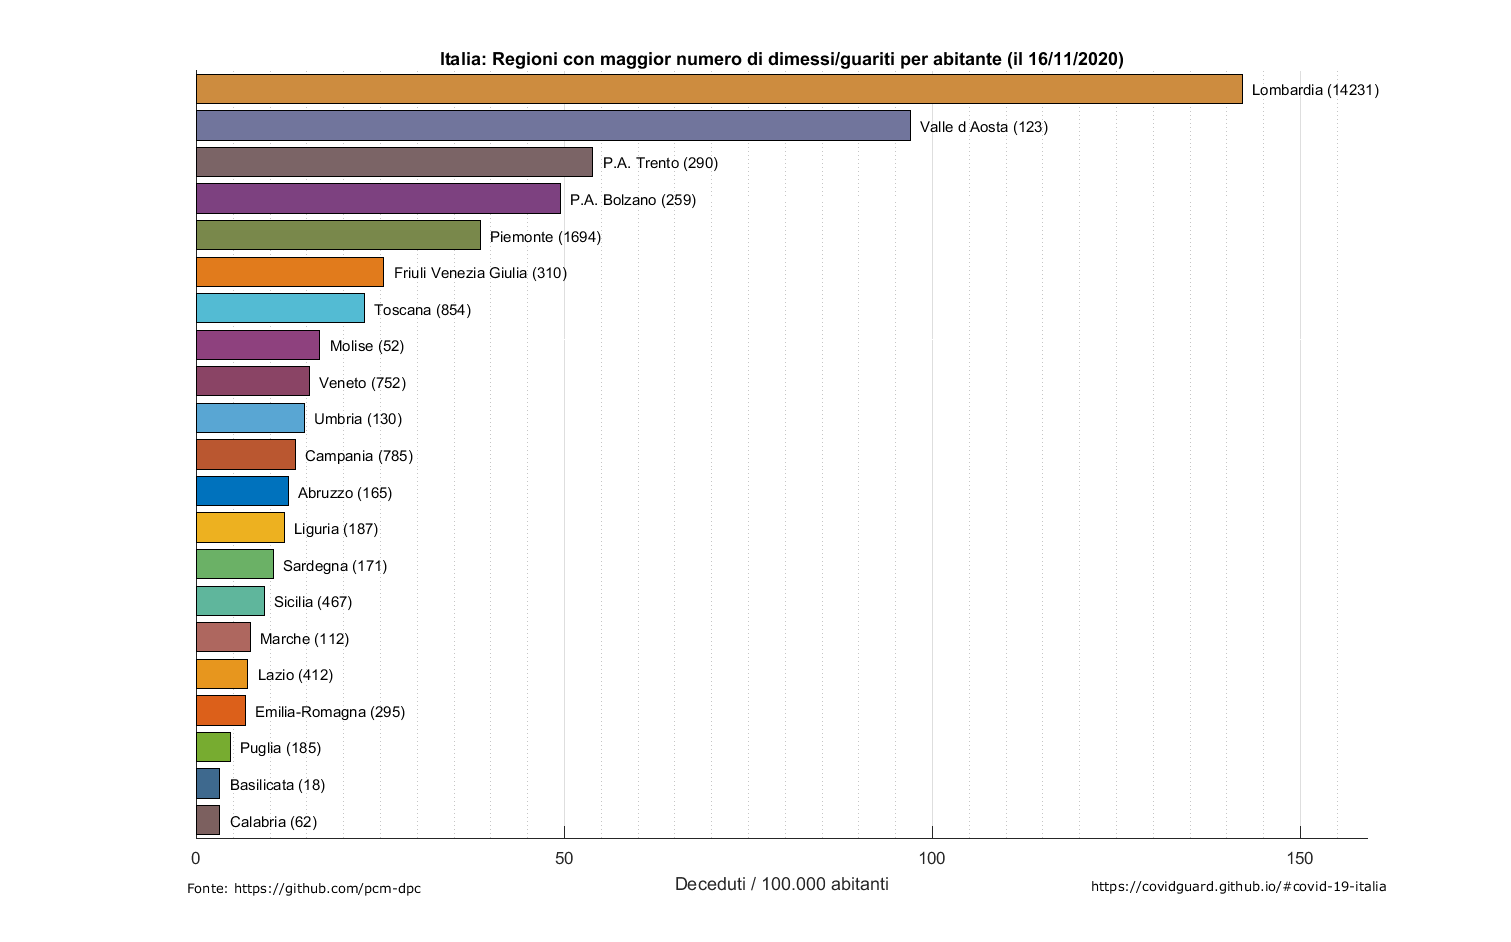 Italia: Regioni con maggior numero di dimessi/guariti per abitante (il 16/11/2020)
Lombardia (14231)
Valle d Aosta (123)
P.A. Trento (290)
P.A. Bolzano (259)
Piemonte (1694)
Friuli Venezia Giulia (310)
Toscana (854)
Molise (52)
Veneto (752)
Umbria (130)
Campania (785)
Abruzzo (165)
Liguria (187)
Sardegna (171)
Sicilia (467)
Marche (112)
Lazio (412)
Emilia-Romagna (295)
Puglia (185)
Basilicata (18)
Calabria (62)
0 50 100 150
Deceduti / 100.000 abitanti
Fonte: https://github.com/pcm-dpc
https://covidguard.github.io/#covid-19-italia